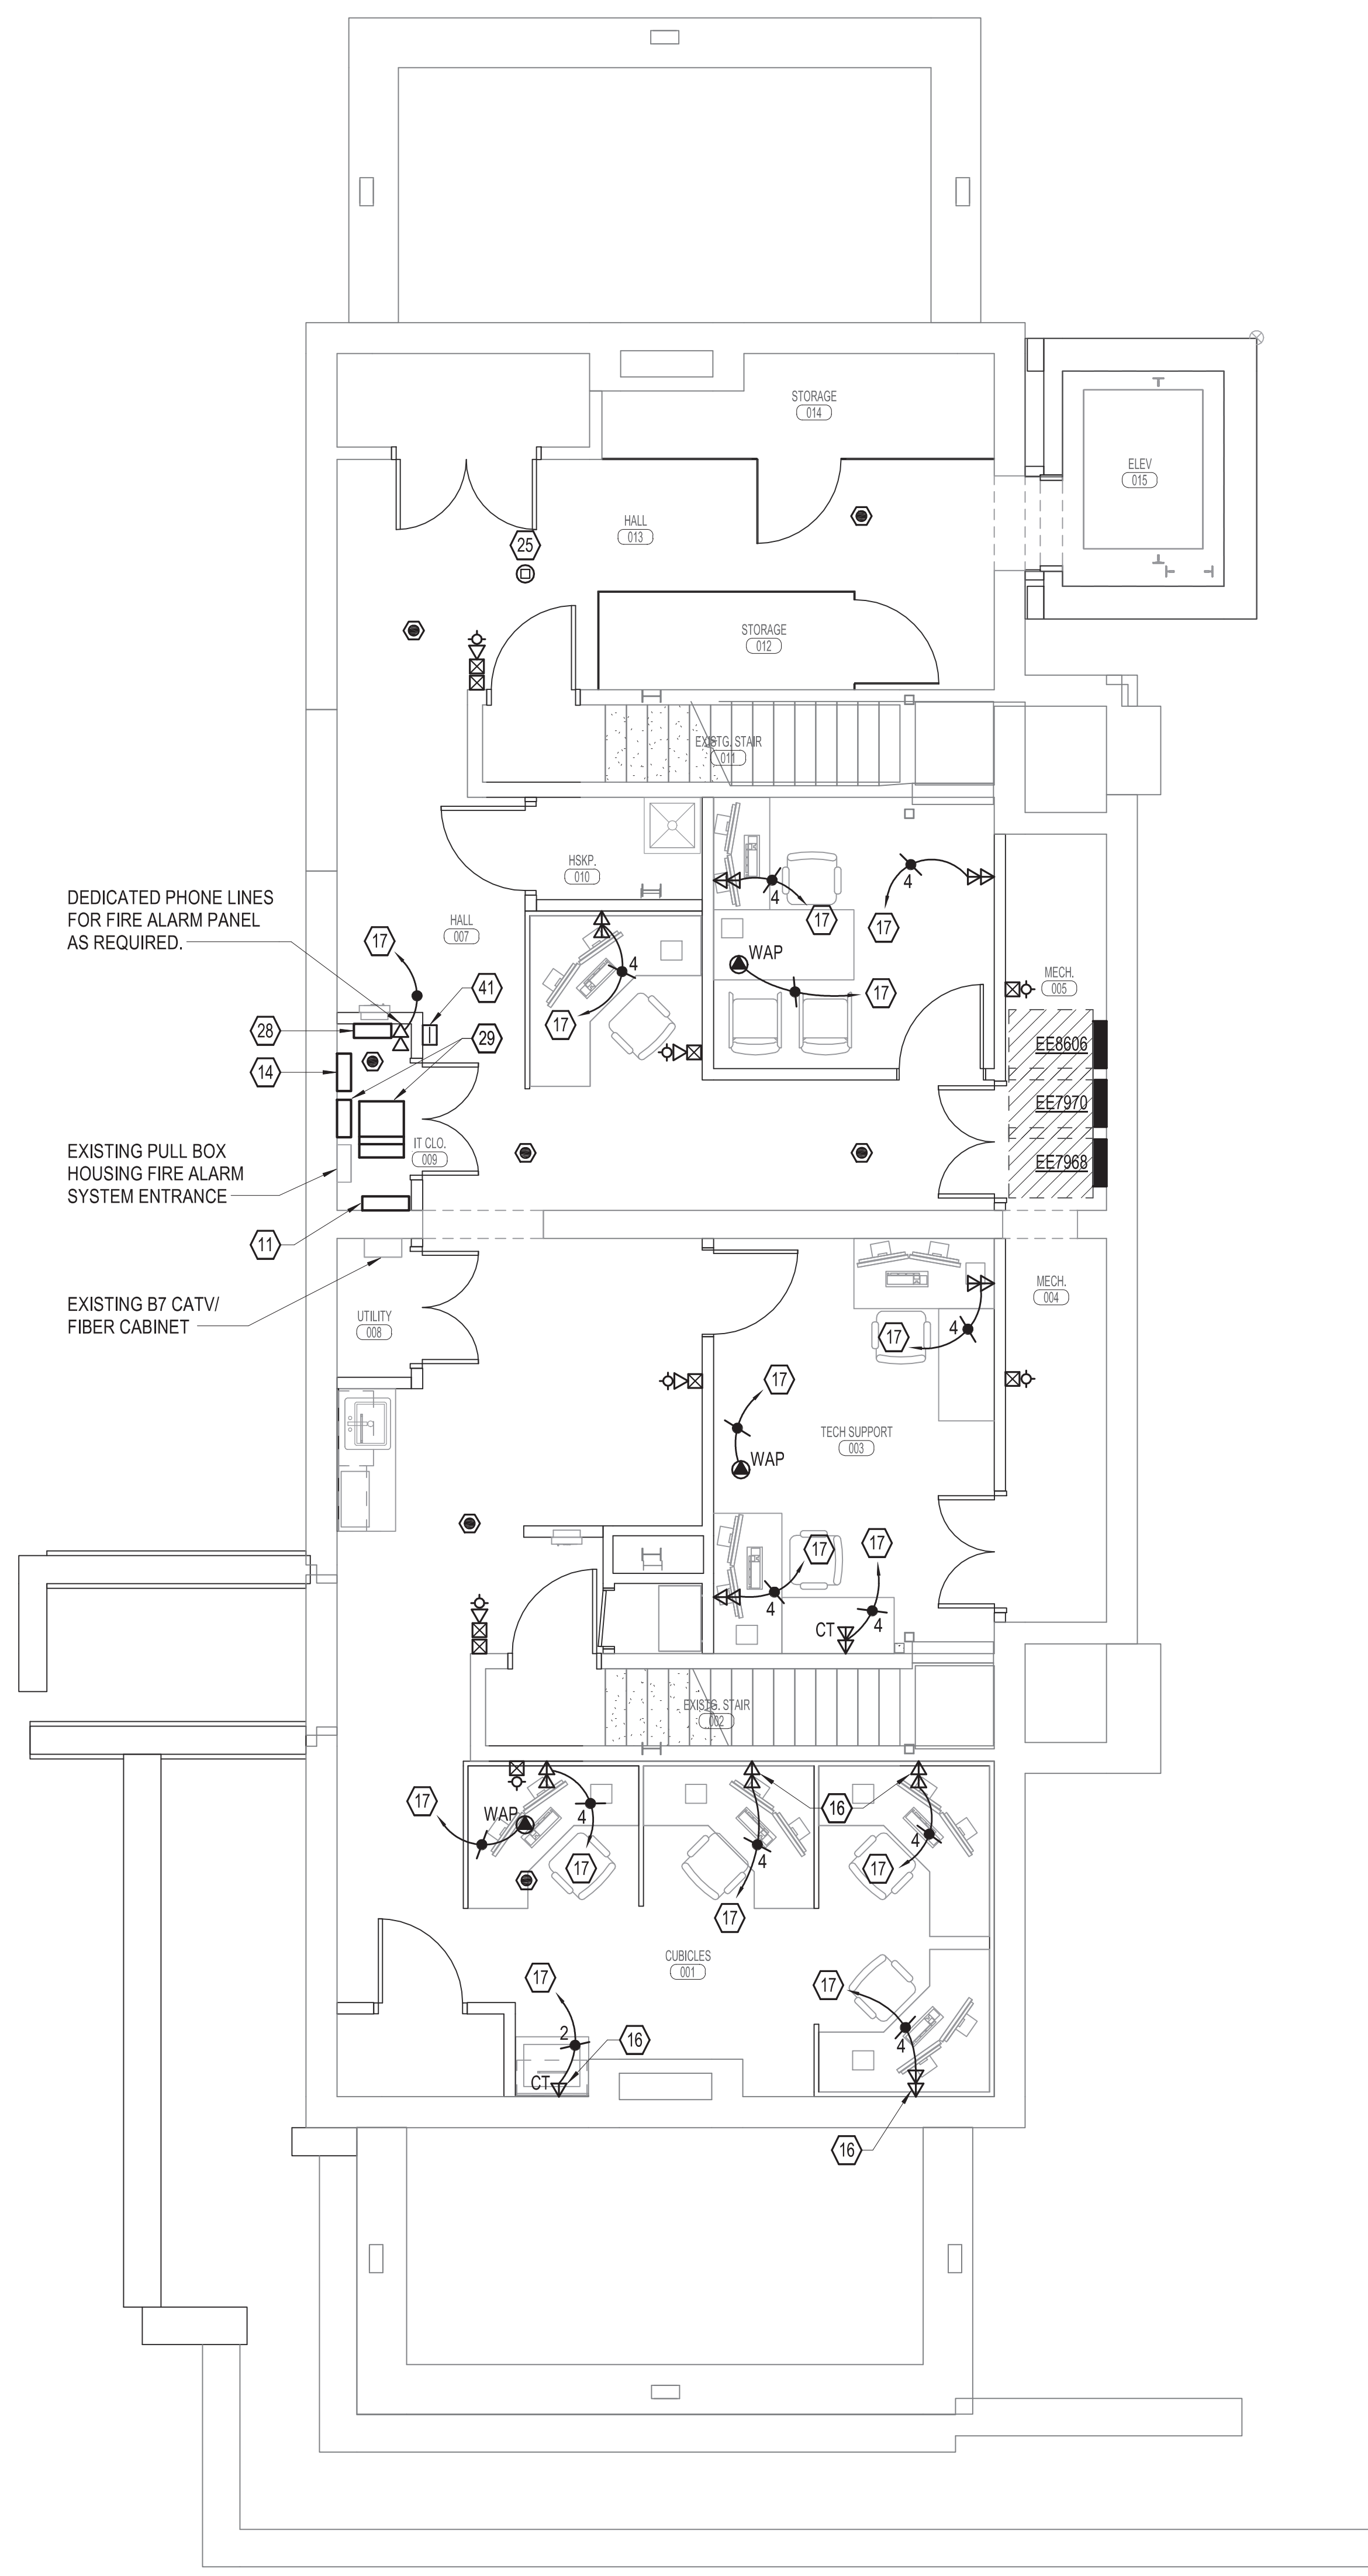 STORAGE
014
ELEV
015
HALL
013
25
STORAGE
012
EXISTG. STAIR
011
HSKP.
010
4
17
4
17
DEDICATED PHONE LINES
FOR FIRE ALARM PANEL
AS REQUIRED.
HALL
007
17
4
WAP
17
17
MECH.
005
41
28
29
14
EE8606
EE7970
EE7968
EXISTING PULL BOX
HOUSING FIRE ALARM
SYSTEM ENTRANCE
IT CLO.
009
11
EXISTING B7 CATV/
FIBER CABINET
UTILITY
008
MECH.
004
17
4
17
WAP
TECH SUPPORT
003
17
17
4
4
CT
EXISTG. STAIR
002
17
WAP
4
17
16
4
17
4
17
CUBICLES
001
17
2
16
CT
17
4
16